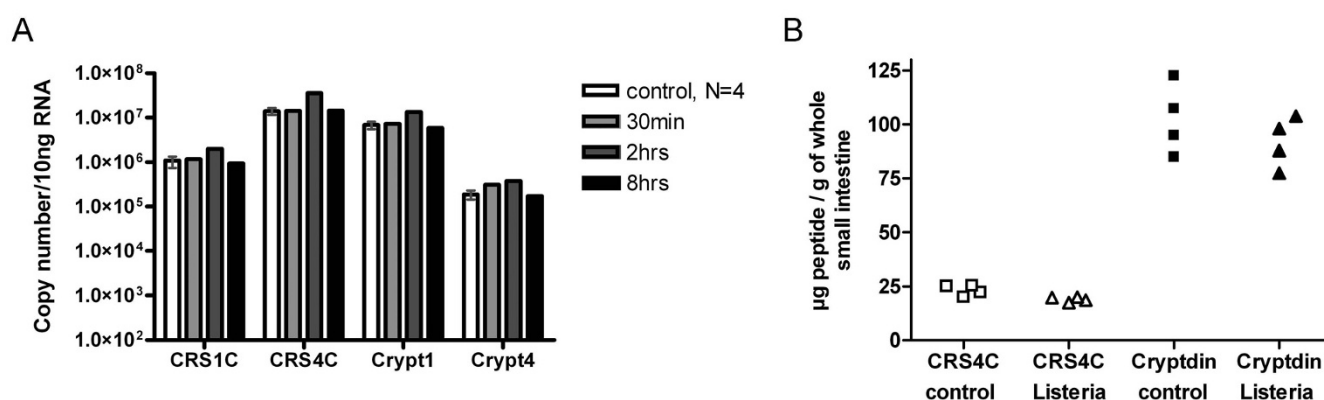 A
Copy number/10ng RNA
1.0×10⁸
1.0×10⁷
1.0×10⁶
1.0×10⁵
1.0×10⁴
1.0×10³
1.0×10²
CRS1C
CRS4C
Crypt1
Crypt4
control, N=4
30min
2hrs
8hrs
B
µg peptide / g of whole
small intestine
125
100
75
50
25
0
CRS4C
control
CRS4C
Listeria
Cryptdin
control
Cryptdin
Listeria